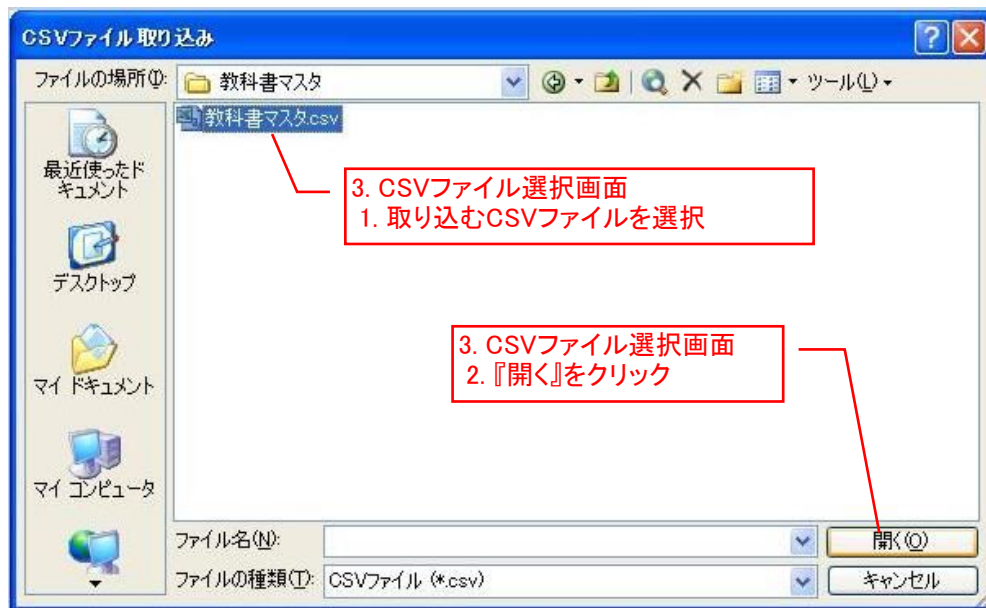 CSVファイル取り込み
ファイルの場所(I):
教科書マスタ
ツール(L)
教科書マスタ.csv
最近使ったド
キュメント
デスクトップ
マイ ドキュメント
マイ コンピュータ
3. CSVファイル選択画面
1. 取り込むCSVファイルを選択
3. CSVファイル選択画面
2.『開く』をクリック
ファイル名(N):
開く(O)
ファイルの種類(T):
CSVファイル (*.csv)
キャンセル